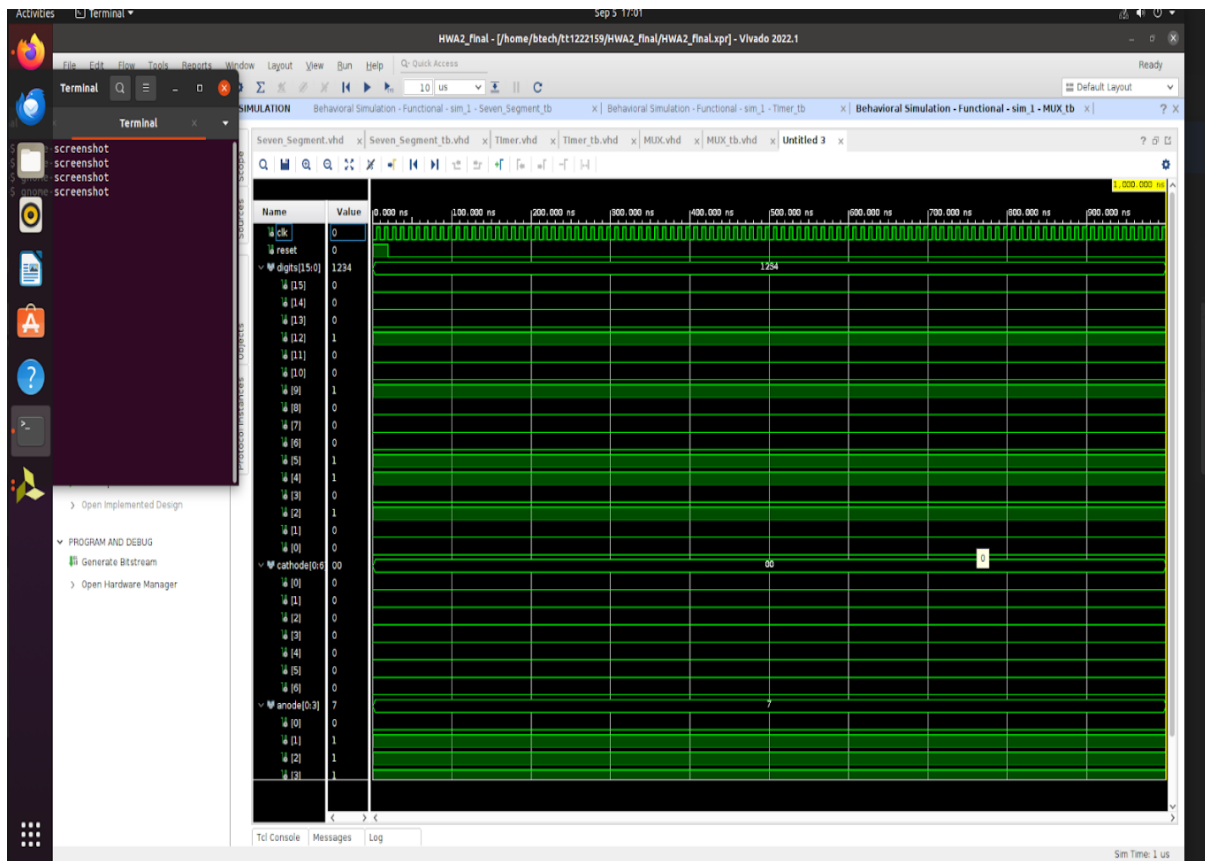 Activities Terminal Sep 5 17:01
HWA2_final - [/home/btech/tt1222159/HWA2_final/HWA2_final.xpr] - Vivado 2022.1
File Edit Flow Tools Reports Window Layout View Run Help Q- Quick Access Ready
Terminal
10 us
Default Layout
Terminal
SIMULATION Behavioral Simulation - Functional - sim_1 - Seven_Segment_tb x Behavioral Simulation - Functional - sim_1 - Timer_tb x Behavioral Simulation - Functional - sim_1 - MUX_tb x ? X
Seven_Segment.vhd x Seven_Segment_tb.vhd x Timer.vhd x Timer_tb.vhd x MUX.vhd x MUX_tb.vhd x Untitled 3 x
-screenshot
-screenshot
$ gnome-screenshot
$ gnome-screenshot
Scope
Sources
Objects
Protocol Instances
1,000.000 ns
Name Value 0.000 ns 100.000 ns 200.000 ns 300.000 ns 400.000 ns 500.000 ns 600.000 ns 700.000 ns 800.000 ns 900.000 ns
clk 0
reset 0
digits[15:0] 1234 1234
[15] 0
[14] 0
[13] 0
[12] 1
[11] 0
[10] 0
[9] 1
[8] 0
[7] 0
[6] 0
[5] 1
[4] 1
[3] 0
[2] 1
[1] 0
[0] 0
cathode[0:6 00 00 0
[0] 0
[1] 0
[2] 0
[3] 0
[4] 0
[5] 0
[6] 0
anode[0:3] 7 7
[0] 0
[1] 1
[2] 1
[3] 1
Open Implemented Design
PROGRAM AND DEBUG
Generate Bitstream
Open Hardware Manager
Tcl Console Messages Log
Sim Time: 1 us